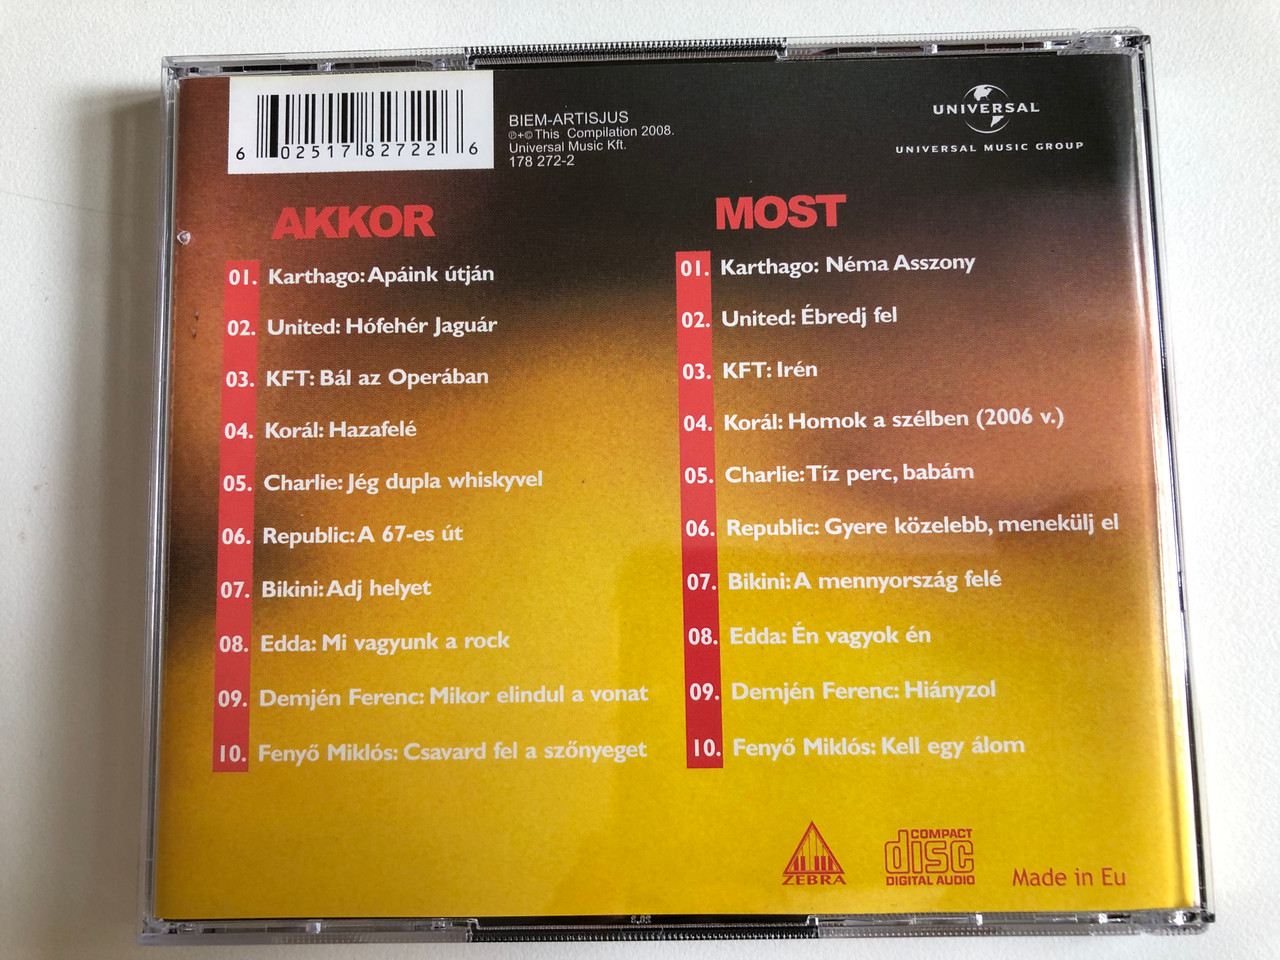 6 02517 82722 6
BIEM-ARTISJUS
℗+© This Compilation 2008.
Universal Music Kft.
178 272-2
UNIVERSAL
UNIVERSAL MUSIC GROUP
AKKOR
01. Karthago: Apáink útján
02. United: Hófehér Jaguár
03. KFT: Bál az Operában
04. Korál: Hazafelé
05. Charlie: Jég dupla whiskyvel
06. Republic: A 67-es út
07. Bikini: Adj helyet
08. Edda: Mi vagyunk a rock
09. Demjén Ferenc: Mikor elindul a vonat
10. Fenyő Miklós: Csavard fel a szőnyeget
MOST
01. Karthago: Néma Asszony
02. United: Ébredj fel
03. KFT: Irén
04. Korál: Homok a szélben (2006 v.)
05. Charlie: Tíz perc, babám
06. Republic: Gyere közelebb, menekülj el
07. Bikini: A mennyország felé
08. Edda: Én vagyok én
09. Demjén Ferenc: Hiányzol
10. Fenyő Miklós: Kell egy álom
ZEBRA
COMPACT
disc
DIGITAL AUDIO
Made in Eu